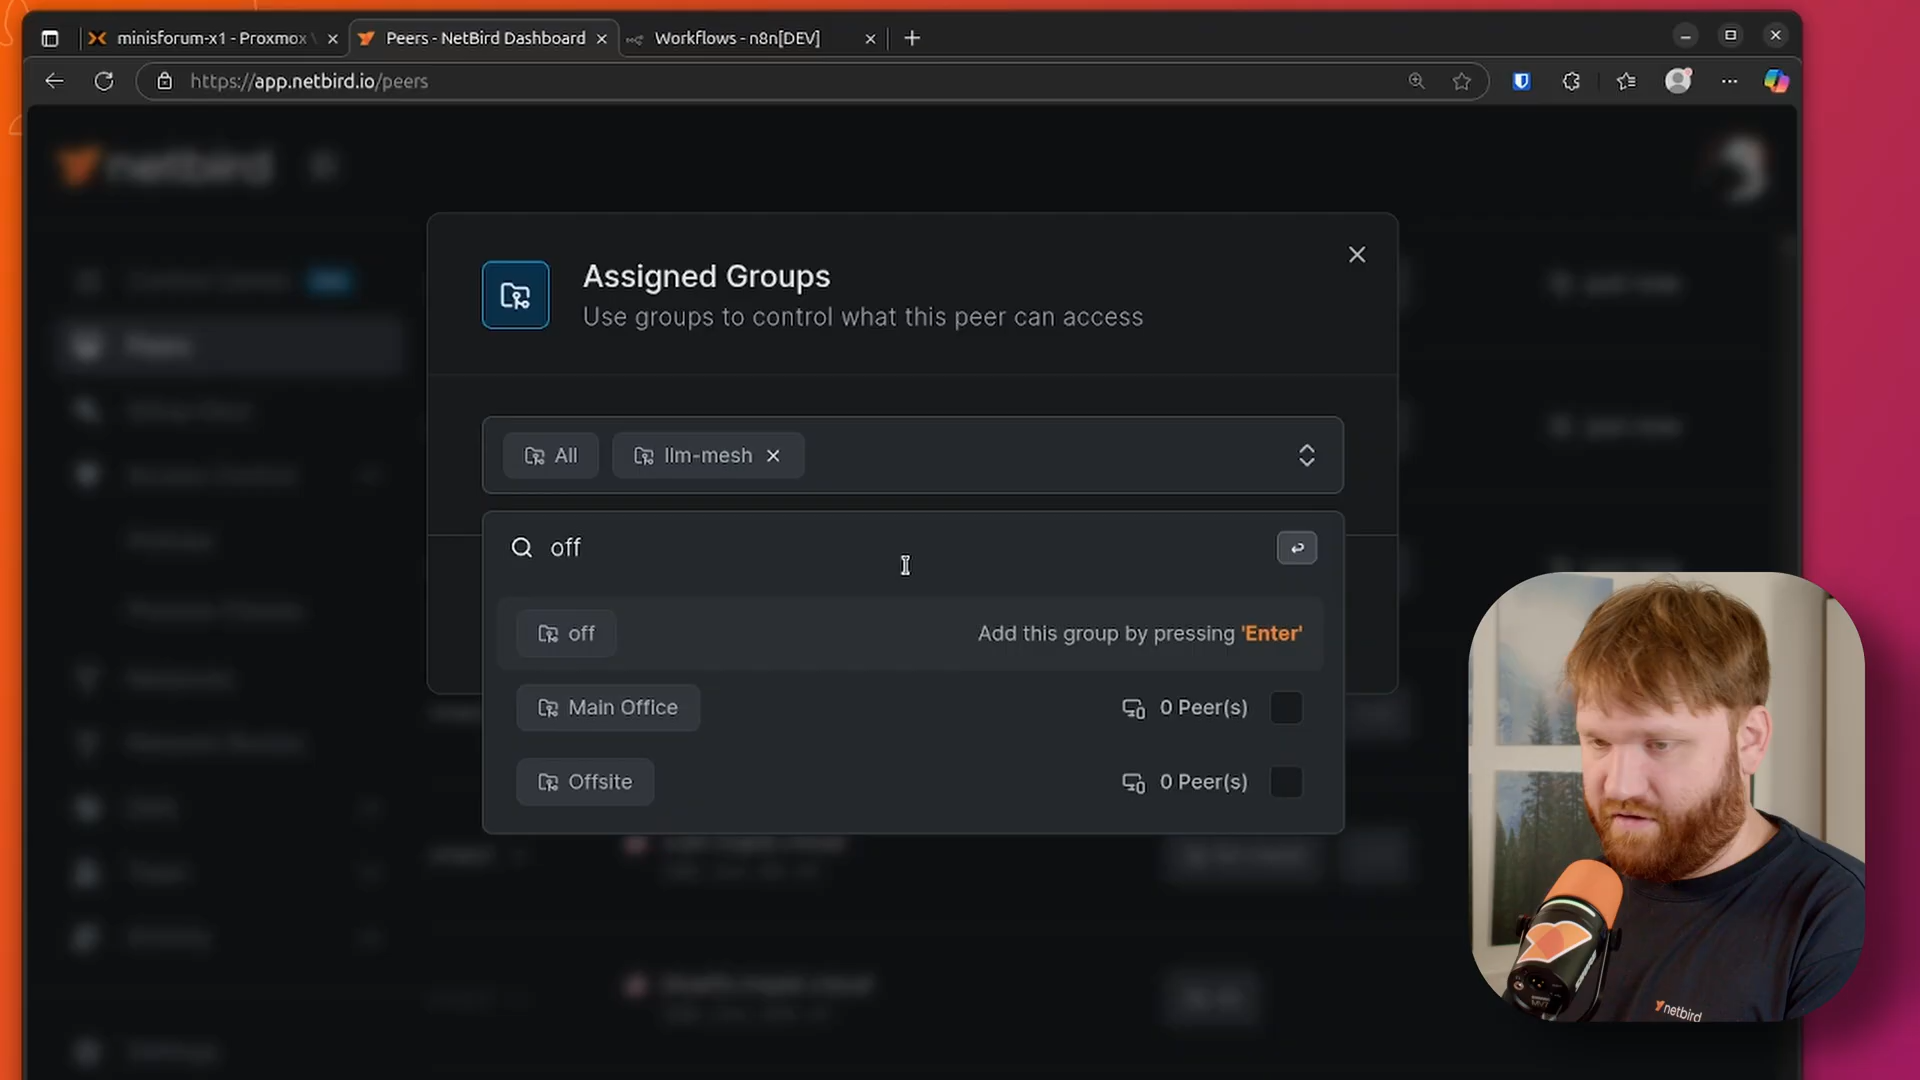 minisforum-x1 - Proxmox
Peers - NetBird Dashboard
Workflows - n8n[DEV]
https://app.netbird.io/peers
netbird
Peers
Assigned Groups
Use groups to control what this peer can access
All
llm-mesh
off
off
Add this group by pressing 'Enter'
Main Office
0 Peer(s)
Offsite
0 Peer(s)
netbird